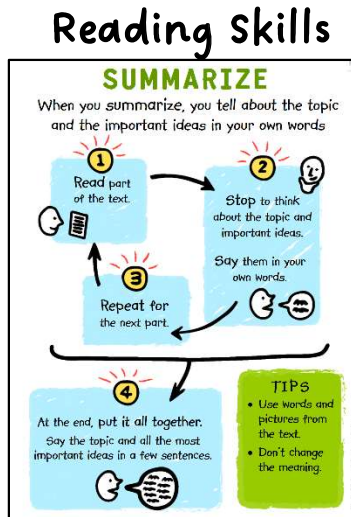 Reading Skills
SUMMARIZE
When you summarize, you tell about the topic
and the important ideas in your own words
1
Read part
of the text.
2
Stop to think
about the topic and
important ideas.
Say them in your
own words.
3
Repeat for
the next part.
4
At the end, put it all together.
Say the topic and all the most
important ideas in a few sentences.
TIPS
• Use words and
pictures from
the text.
• Don't change
the meaning.